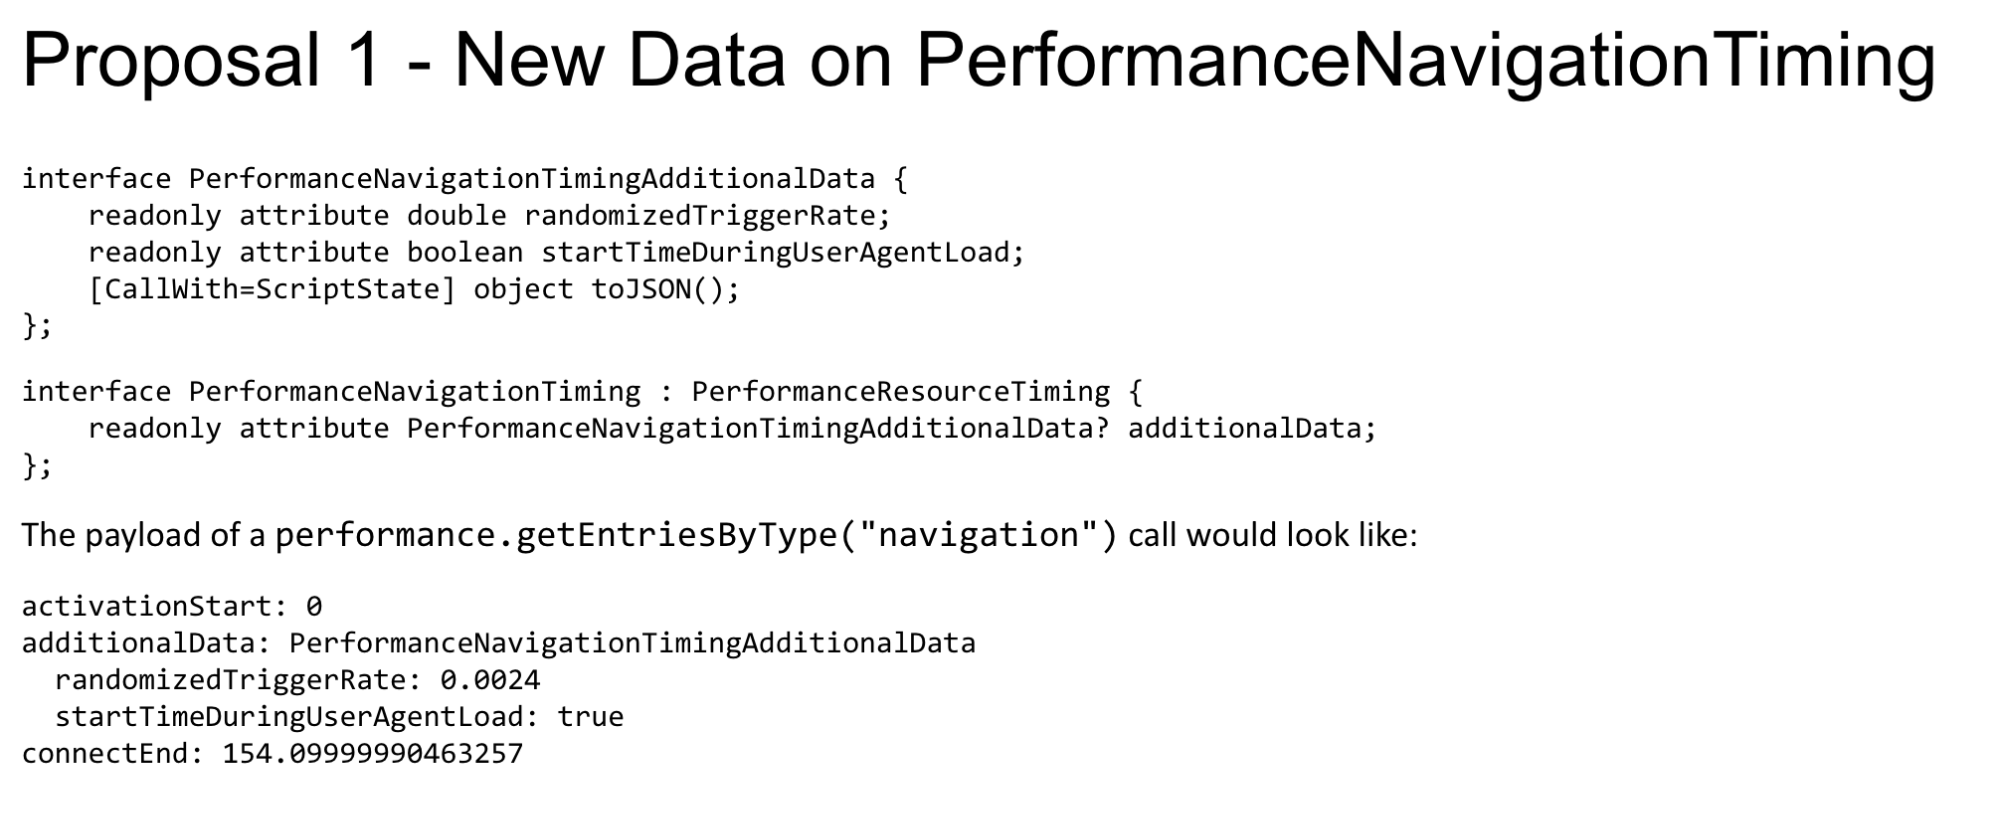 Proposal 1 - New Data on PerformanceNavigationTiming
interface PerformanceNavigationTimingAdditionalData {
    readonly attribute double randomizedTriggerRate;
    readonly attribute boolean startTimeDuringUserAgentLoad;
    [CallWith=ScriptState] object toJSON();
};
interface PerformanceNavigationTiming : PerformanceResourceTiming {
    readonly attribute PerformanceNavigationTimingAdditionalData? additionalData;
};
The payload of a performance.getEntriesByType("navigation") call would look like:
activationStart: 0
additionalData: PerformanceNavigationTimingAdditionalData
  randomizedTriggerRate: 0.0024
  startTimeDuringUserAgentLoad: true
connectEnd: 154.09999990463257